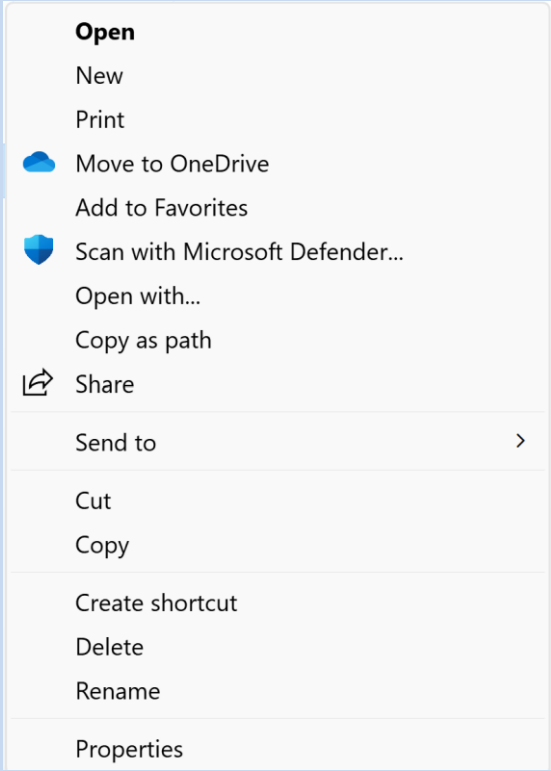 Open
New
Print
Move to OneDrive
Add to Favorites
Scan with Microsoft Defender...
Open with...
Copy as path
Share
Send to
Cut
Copy
Create shortcut
Delete
Rename
Properties